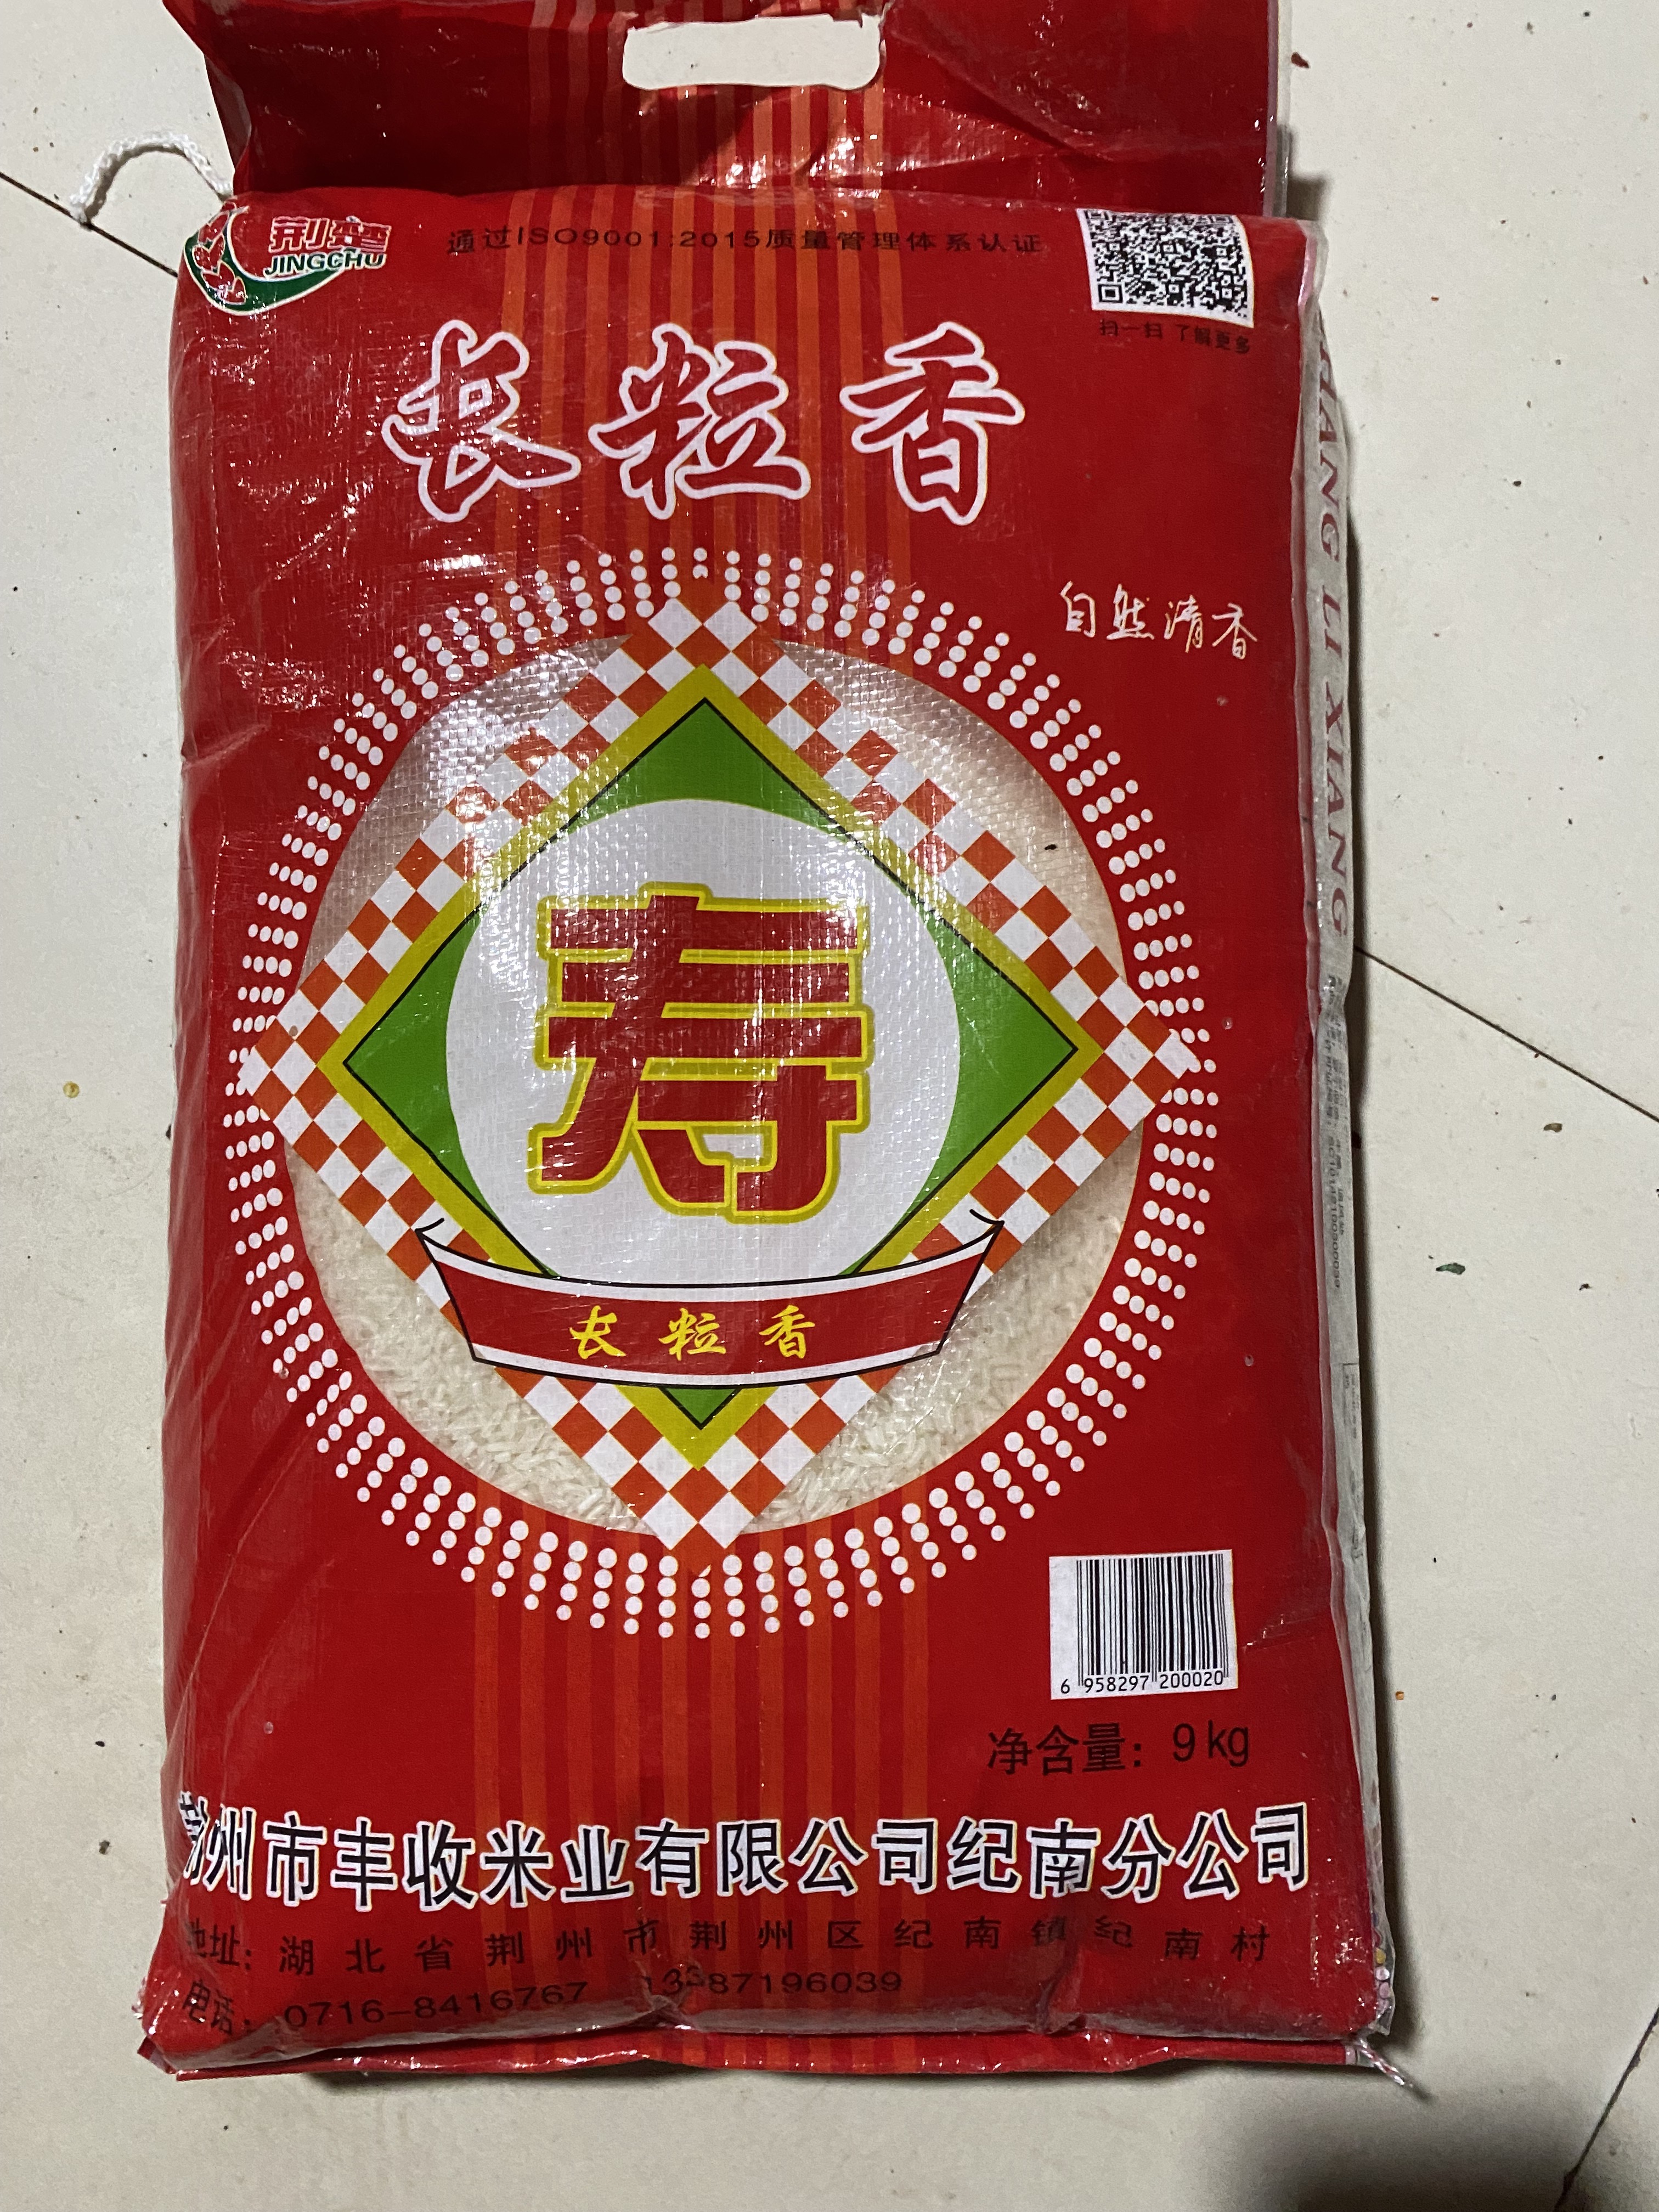 荆楚
JINGCHU
通过ISO9001:2015质量管理体系认证
扫一扫 了解更多
长粒香
自然清香
寿
长粒香
6 958297 200020
净含量：9kg
荆州市丰收米业有限公司纪南分公司
地址：湖北省荆州市荆州区纪南镇纪南村
电话：0716-8416767 13387196039
CHANG LI XIANG